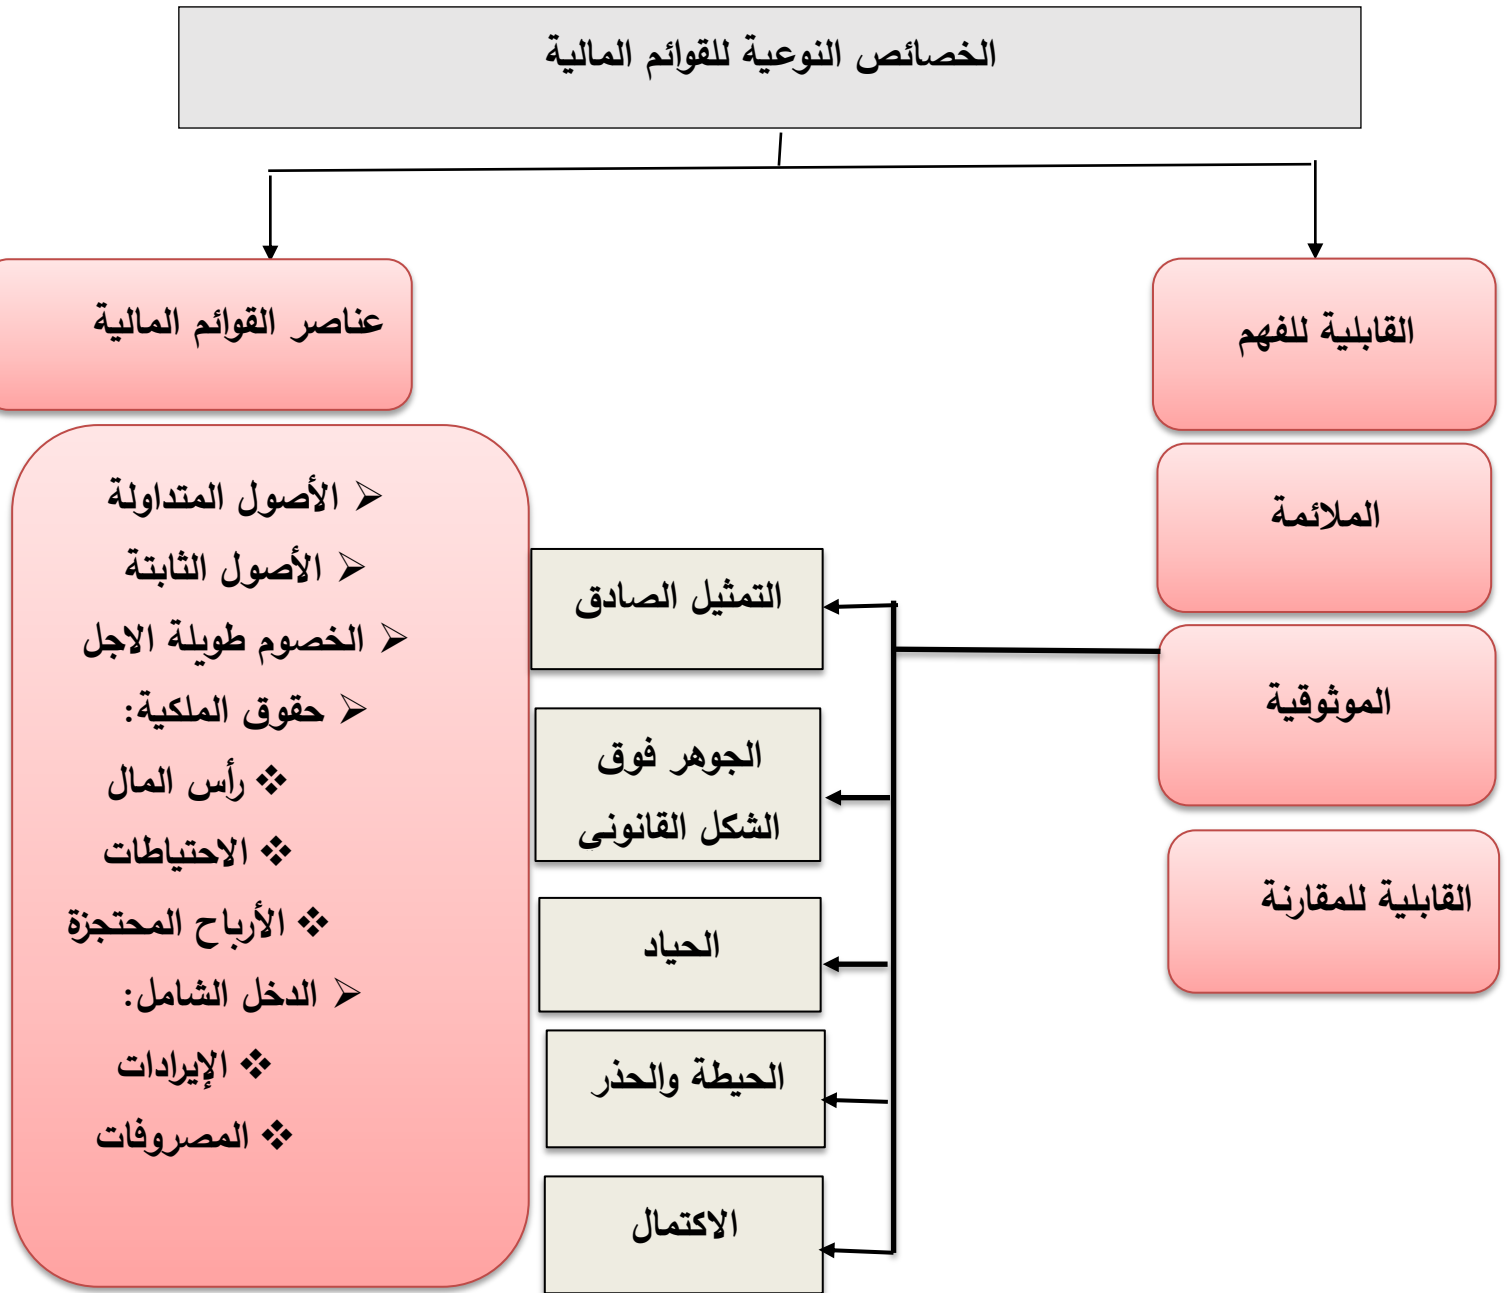 الخصائص النوعية للقوائم المالية
القابلية للفهم
الملائمة
الموثوقية
القابلية للمقارنة
التمثيل الصادق
الجوهر فوق
الشكل القانوني
الحياد
الحيطة والحذر
الاكتمال
عناصر القوائم المالية
⮚ الأصول المتداولة
⮚ الأصول الثابتة
⮚ الخصوم طويلة الاجل
⮚ حقوق الملكية:
❖ رأس المال
❖ الاحتياطات
❖ الأرباح المحتجزة
⮚ الدخل الشامل:
❖ الإيرادات
❖ المصروفات